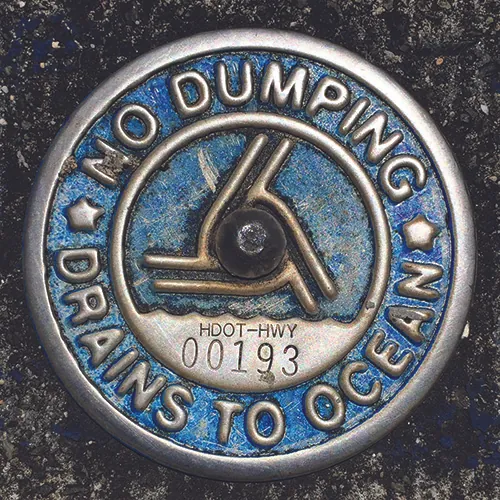 NO DUMPING
DRAINS TO OCEAN
HDOT-HWY
00193